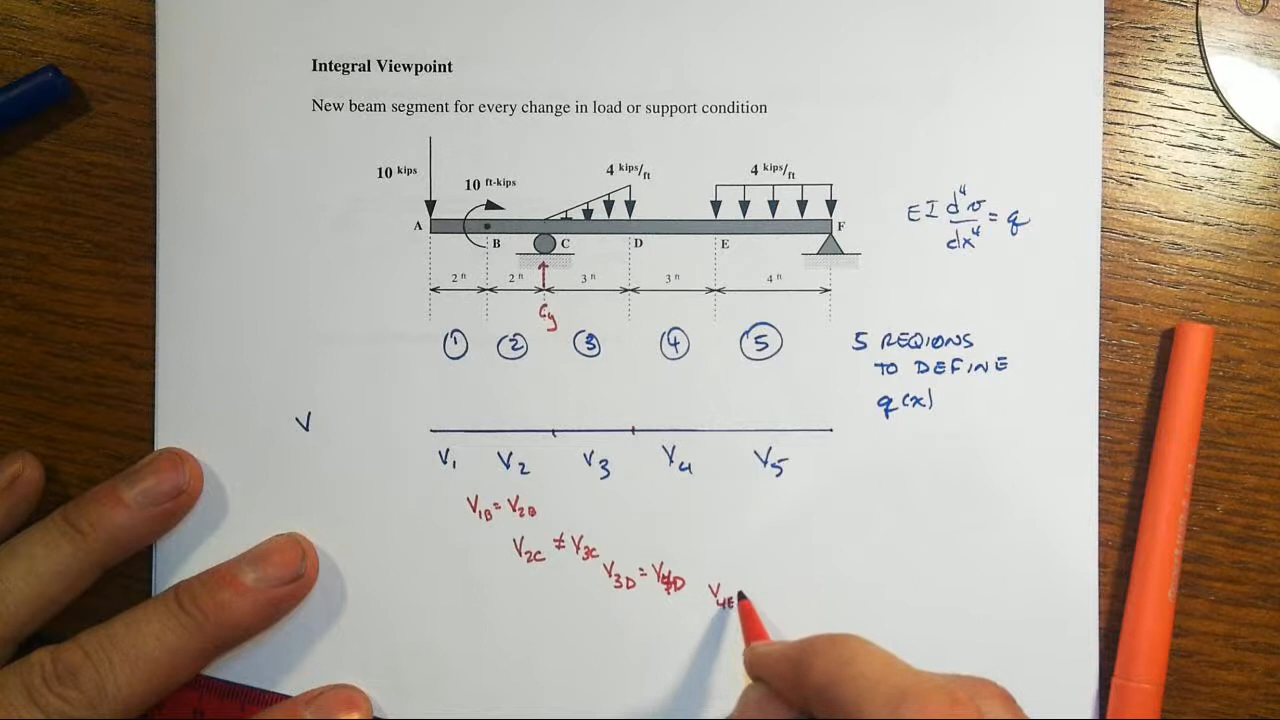 Integral Viewpoint
New beam segment for every change in load or support condition
10 kips
10 ft-kips
4 kips/ft
4 kips/ft
EI d⁴v/dx⁴ = q
A
B
C
D
E
F
2 ft
2 ft
3 ft
3 ft
4 ft
Cy
1 2 3 4 5
5 REGIONS
TO DEFINE
q(x)
V
V1 V2 V3 V4 V5
V1B = V2B
V2C ≠ V3C
V3D = V4D
V4E